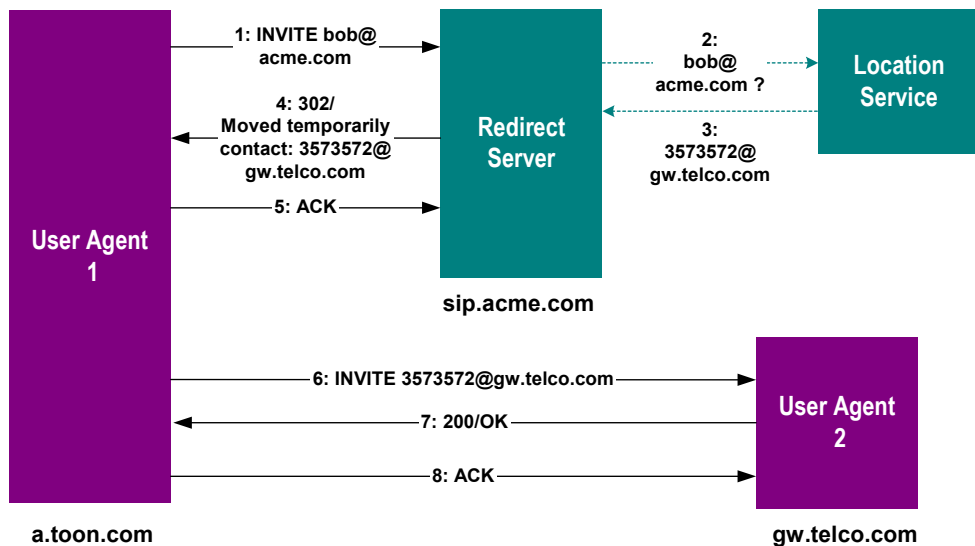 1: INVITE bob@
acme.com
2:
bob@
acme.com ?
Location
Service
4: 302/
Moved temporarily
contact: 3573572@
gw.telco.com
Redirect
Server
3:
3573572@
gw.telco.com
5: ACK
User Agent
1
sip.acme.com
6: INVITE 3573572@gw.telco.com
7: 200/OK
User Agent
2
8: ACK
a.toon.com
gw.telco.com